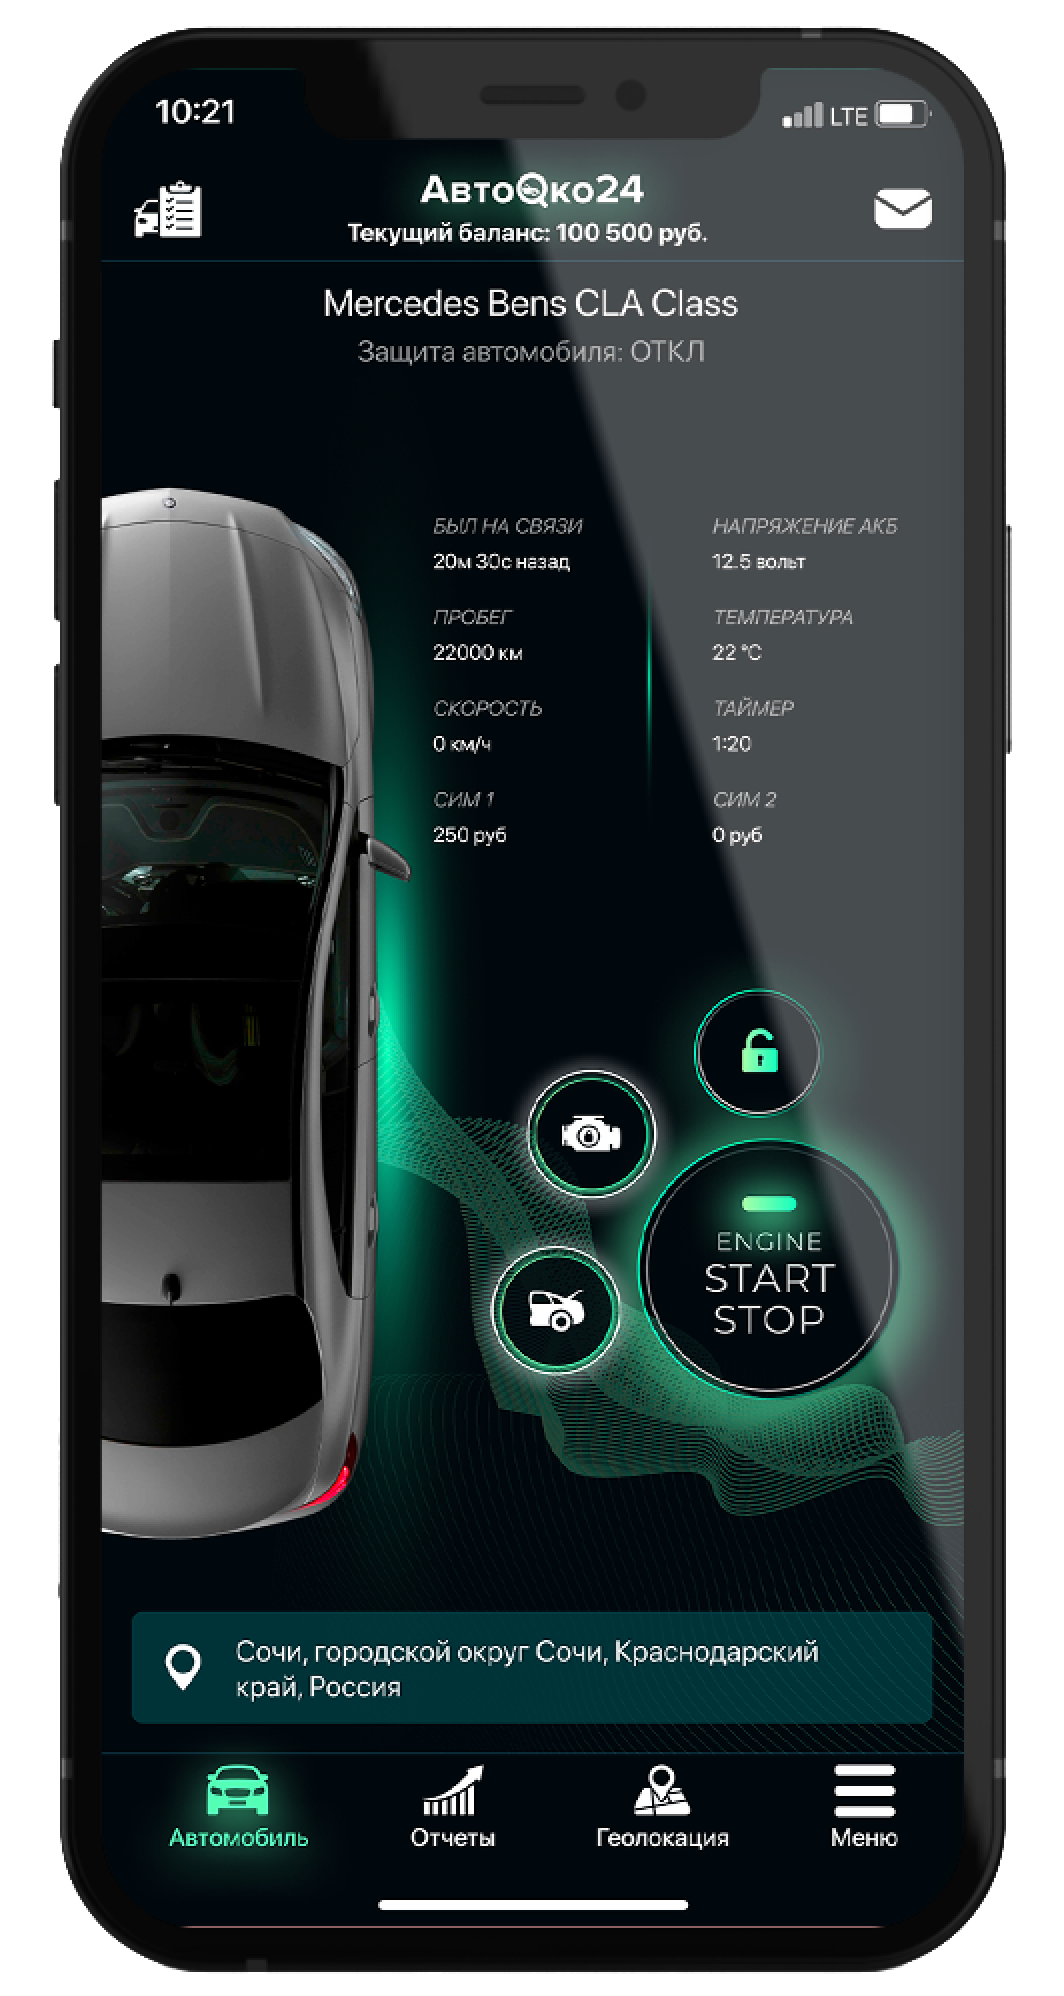 10:21
LTE
АвтоОко24
Текущий баланс: 100 500 руб.
Mercedes Bens CLA Class
Защита автомобиля: ОТКЛ
БЫЛ НА СВЯЗИ
20м 30с назад
НАПРЯЖЕНИЕ АКБ
12.5 вольт
ПРОБЕГ
22000 км
ТЕМПЕРАТУРА
22 °C
СКОРОСТЬ
0 км/ч
ТАЙМЕР
1:20
СИМ 1
250 руб
СИМ 2
0 руб
ENGINE
START
STOP
Сочи, городской округ Сочи, Краснодарский
край, Россия
Автомобиль
Отчеты
Геолокация
Меню